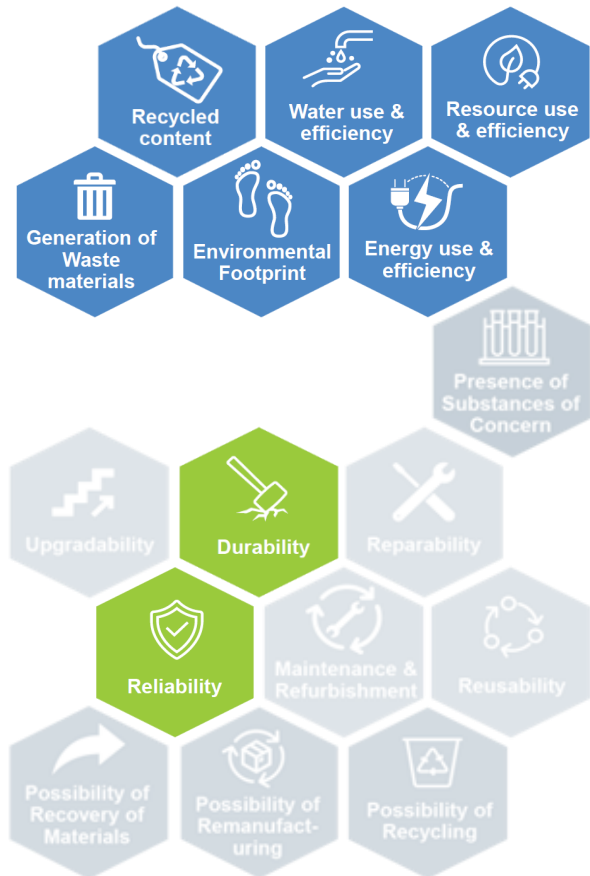 Recycled
content
Water use &
efficiency
Resource use
& efficiency
Generation of
Waste
materials
Environmental
Footprint
Energy use &
efficiency
Presence of
Substances of
Concern
Upgradability
Durability
Reparability
Reliability
Maintenance &
Refurbishment
Reusability
Possibility of
Recovery of
Materials
Possibility of
Remanufact-
uring
Possibility of
Recycling